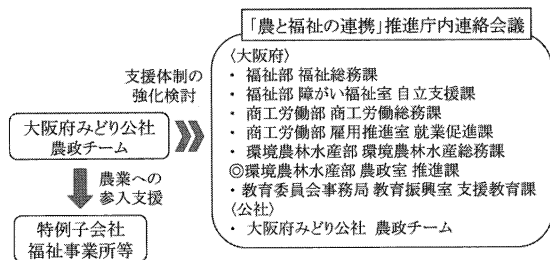 「農と福祉の連携」推進庁内連絡会議
〈大阪府〉
・ 福祉部 福祉総務課
・ 福祉部 障がい福祉室 自立支援課
・ 商工労働部 商工労働総務課
・ 商工労働部 雇用推進室 就業促進課
・ 環境農林水産部 環境農林水産総務課
◎環境農林水産部 農政室 推進課
・教育委員会事務局 教育振興室 支援教育課
〈公社〉
・ 大阪府みどり公社 農政チーム
支援体制の
強化検討
大阪府みどり公社
農政チーム
農業への
参入支援
特例子会社
福祉事業所等